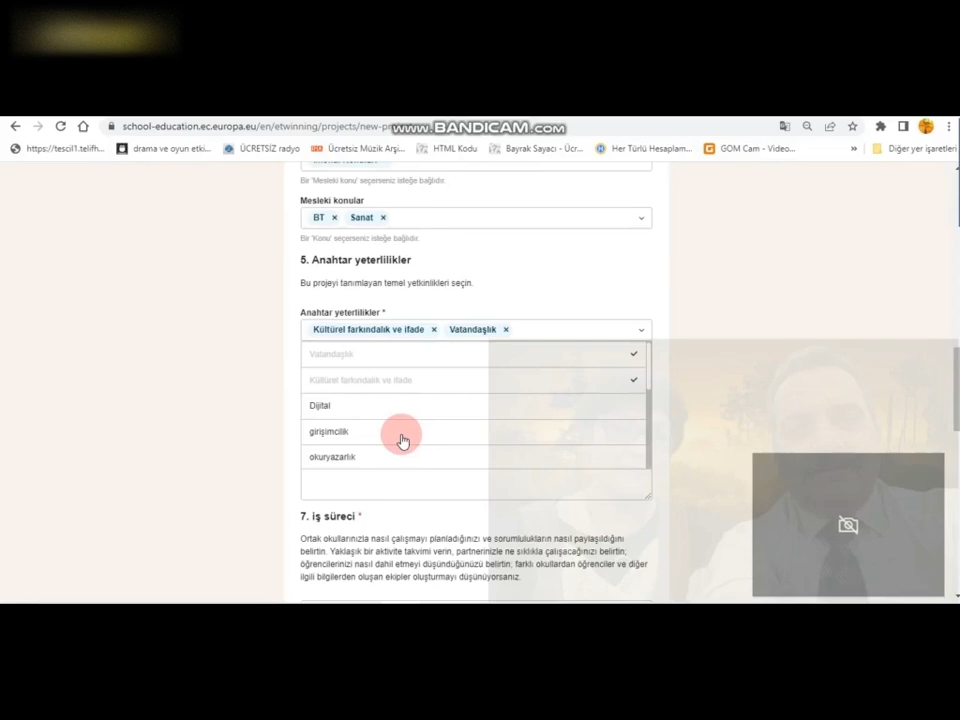 school-education.ec.europa.eu/en/etwinning/projects/new-pr
www.BANDICAM.com
https://tescil1.telifh... drama ve oyun etki... ÜCRETSİZ radyo Ücretsiz Müzik Arşi... HTML Kodu Bayrak Sayacı - Ücr... Her Türlü Hesaplam... GOM Cam - Video... » Diğer yer işaretleri
Bir 'Mesleki konu' seçerseniz isteğe bağlıdır.
Mesleki konular
BT × Sanat ×
Bir 'Konu' seçerseniz isteğe bağlıdır.
5. Anahtar yeterlilikler
Bu projeyi tanımlayan temel yetkinlikleri seçin.
Anahtar yeterlilikler *
Kültürel farkındalık ve ifade × Vatandaşlık ×
Vatandaşlık
Kültürel farkındalık ve ifade
Dijital
girişimcilik
okuryazarlık
7. iş süreci *
Ortak okullarınızla nasıl çalışmayı planladığınızı ve sorumlulukların nasıl paylaşıldığını
belirtin. Yaklaşık bir aktivite takvimi verin, partnerinizle ne sıklıkla çalışacağınızı belirtin;
öğrencilerinizi nasıl dahil etmeyi düşündüğünüzü belirtin; farklı okullardan öğrenciler ve diğer
ilgili bilgilerden oluşan ekipler oluşturmayı düşünüyorsanız.